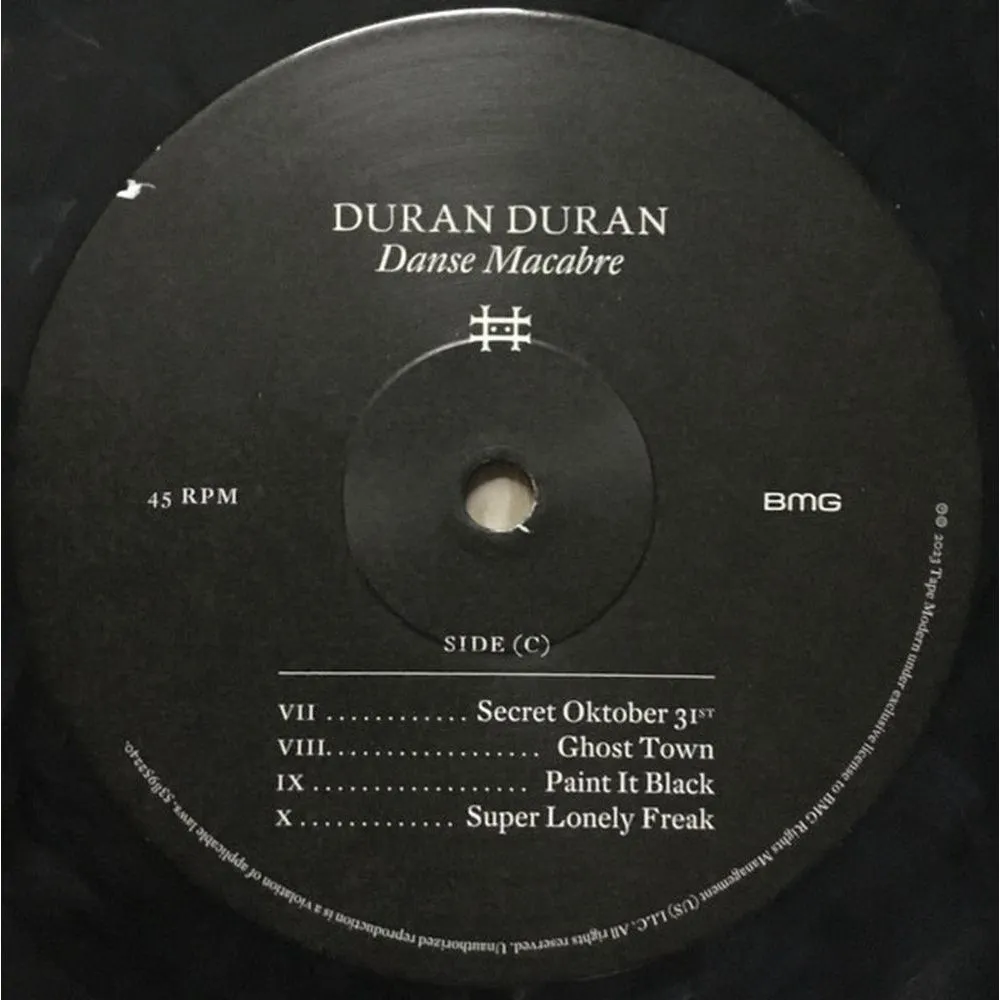 DURAN DURAN
Danse Macabre
45 RPM
BMG
SIDE (C)
VII ............ Secret Oktober 31ST
VIII.................. Ghost Town
IX .................. Paint It Black
X ............. Super Lonely Freak
℗© 2023 Tape Modern under exclusive license to BMG Rights Management (US) LLC. All rights reserved. Unauthorized reproduction is a violation of applicable laws. 538952240.